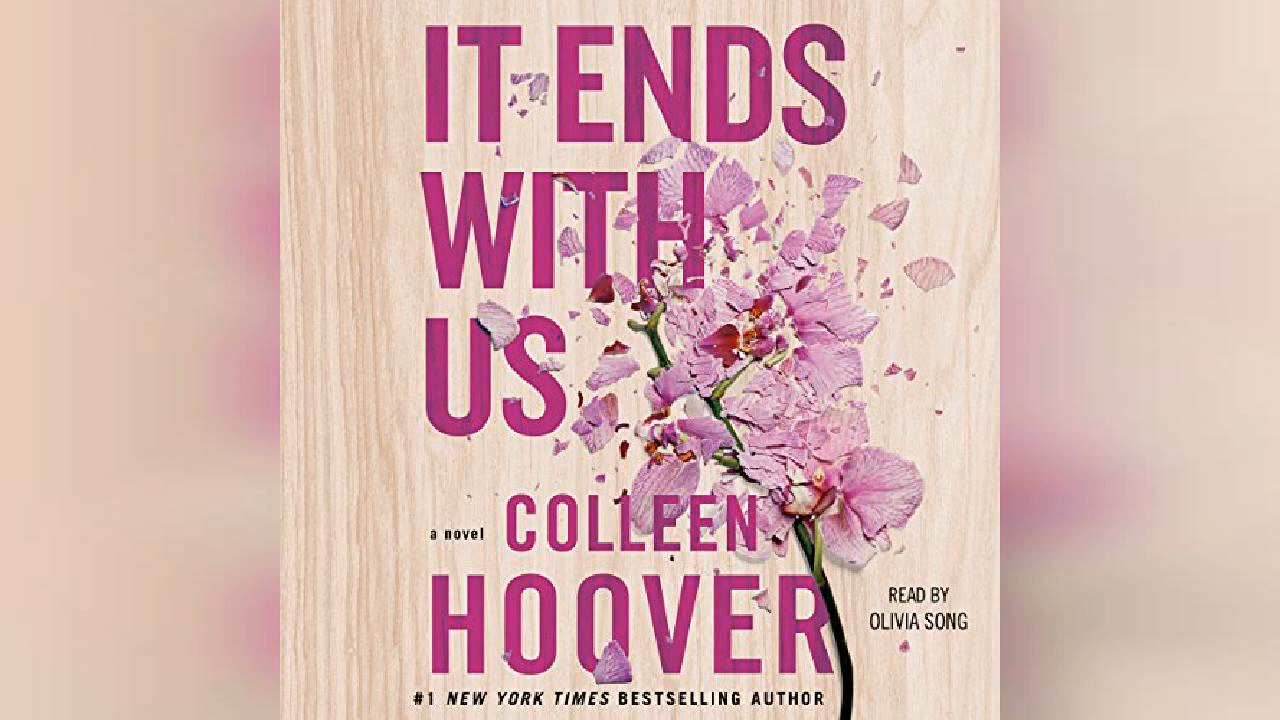 IT ENDS
WITH
US
a novel COLLEEN
HOOVER
READ BY
OLIVIA SONG
#1 NEW YORK TIMES BESTSELLING AUTHOR